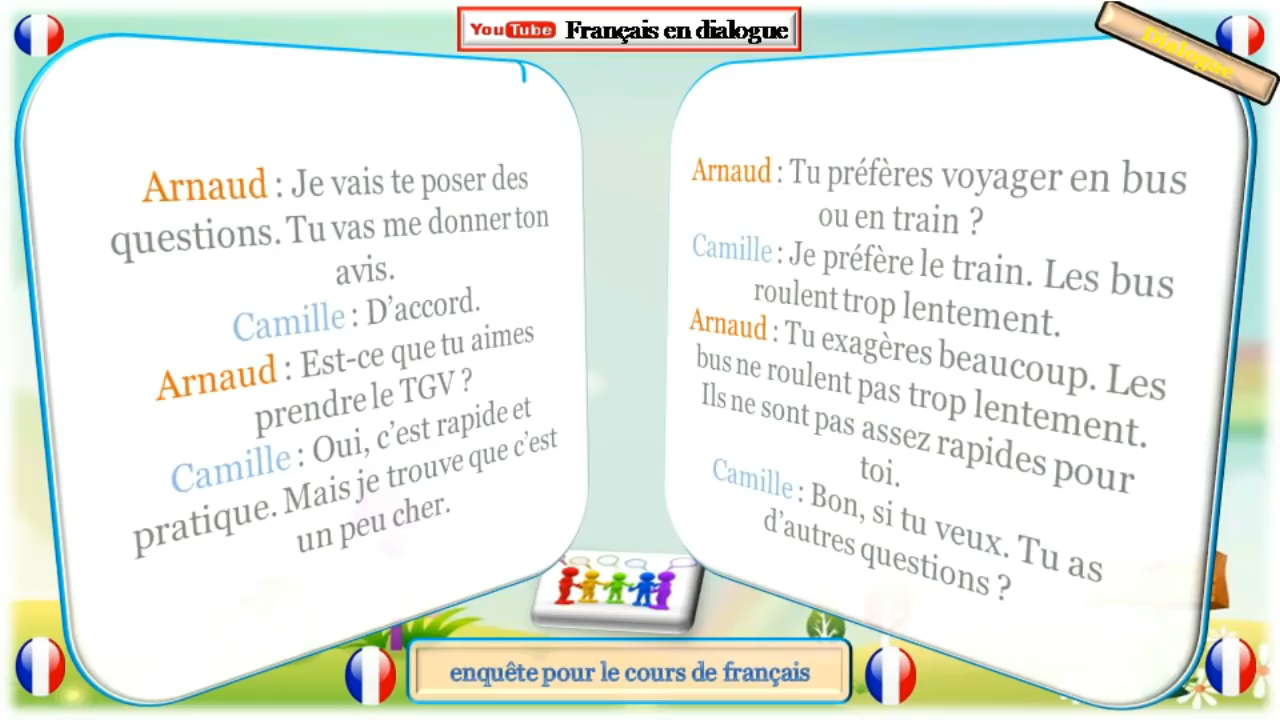 YouTube Français en dialogue
Dialogue
Arnaud : Je vais te poser des
questions. Tu vas me donner ton
avis.
Camille : D’accord.
Arnaud : Est-ce que tu aimes
prendre le TGV ?
Camille : Oui, c’est rapide et
pratique. Mais je trouve que c’est
un peu cher.
Arnaud : Tu préfères voyager en bus
ou en train ?
Camille : Je préfère le train. Les bus
roulent trop lentement.
Arnaud : Tu exagères beaucoup. Les
bus ne roulent pas trop lentement.
Ils ne sont pas assez rapides pour
toi.
Camille : Bon, si tu veux. Tu as
d’autres questions ?
enquête pour le cours de français